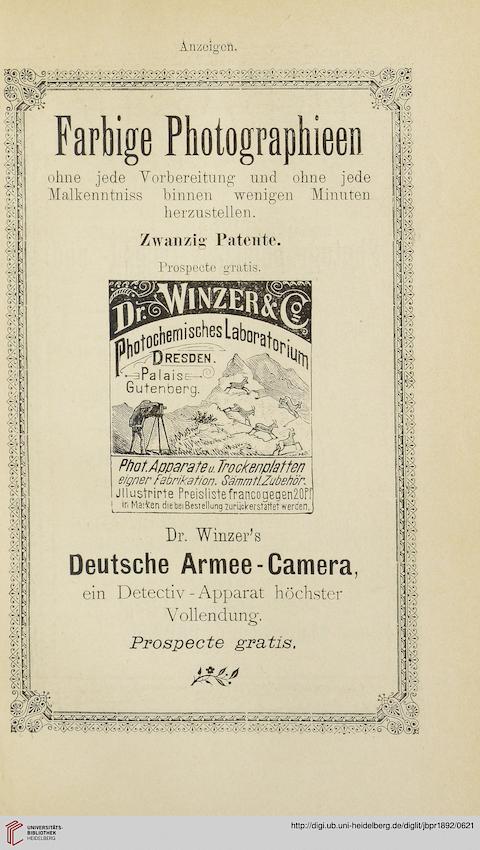 Anzeigen.
Farbige Photographieen
ohne jede Vorbereitung und ohne jede
Malkenntniss binnen wenigen Minuten
herzustellen.
Zwanzig Patente.
Prospecte gratis.
Dr. WINZER & Co
Photochemisches Laboratorium
DRESDEN.
Palais
Gutenberg.
Phot. Apparate u. Trockenplatten
eigner Fabrikation. Sämmtl. Zubehör.
Jllustrirte Preisliste franco gegen 20 Pf
in Marken die bei Bestellung zurückerstattet werden.
Dr. Winzer's
Deutsche Armee-Camera,
ein Detectiv-Apparat höchster
Vollendung.
Prospecte gratis.
UNIVERSITÄTS-
BIBLIOTHEK
HEIDELBERG
http://digi.ub.uni-heidelberg.de/diglit/jbpr1892/0621